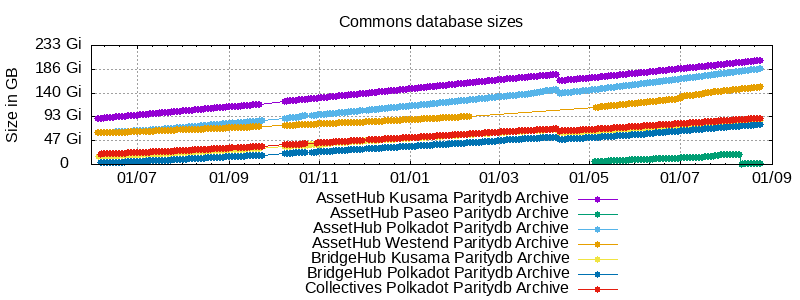 Commons database sizes
Size in GB
233 Gi
186 Gi
140 Gi
93 Gi
47 Gi
0
01/07 01/09 01/11 01/01 01/03 01/05 01/07 01/09
AssetHub Kusama Paritydb Archive
AssetHub Paseo Paritydb Archive
AssetHub Polkadot Paritydb Archive
AssetHub Westend Paritydb Archive
BridgeHub Kusama Paritydb Archive
BridgeHub Polkadot Paritydb Archive
Collectives Polkadot Paritydb Archive